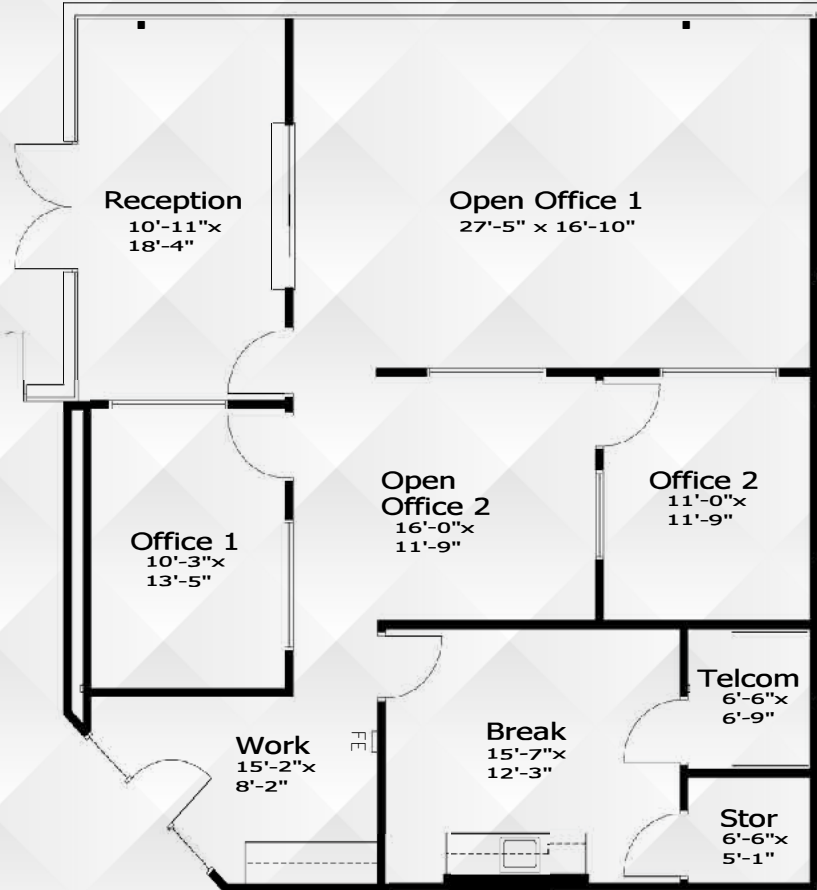 Reception
10'-11"x
18'-4"
Open Office 1
27'-5" x 16'-10"
Open
Office 2
16'-0"x
11'-9"
Office 2
11'-0"x
11'-9"
Office 1
10'-3"x
13'-5"
Telcom
6'-6"x
6'-9"
Work
15'-2"x
8'-2"
FE
Break
15'-7"x
12'-3"
Stor
6'-6"x
5'-1"